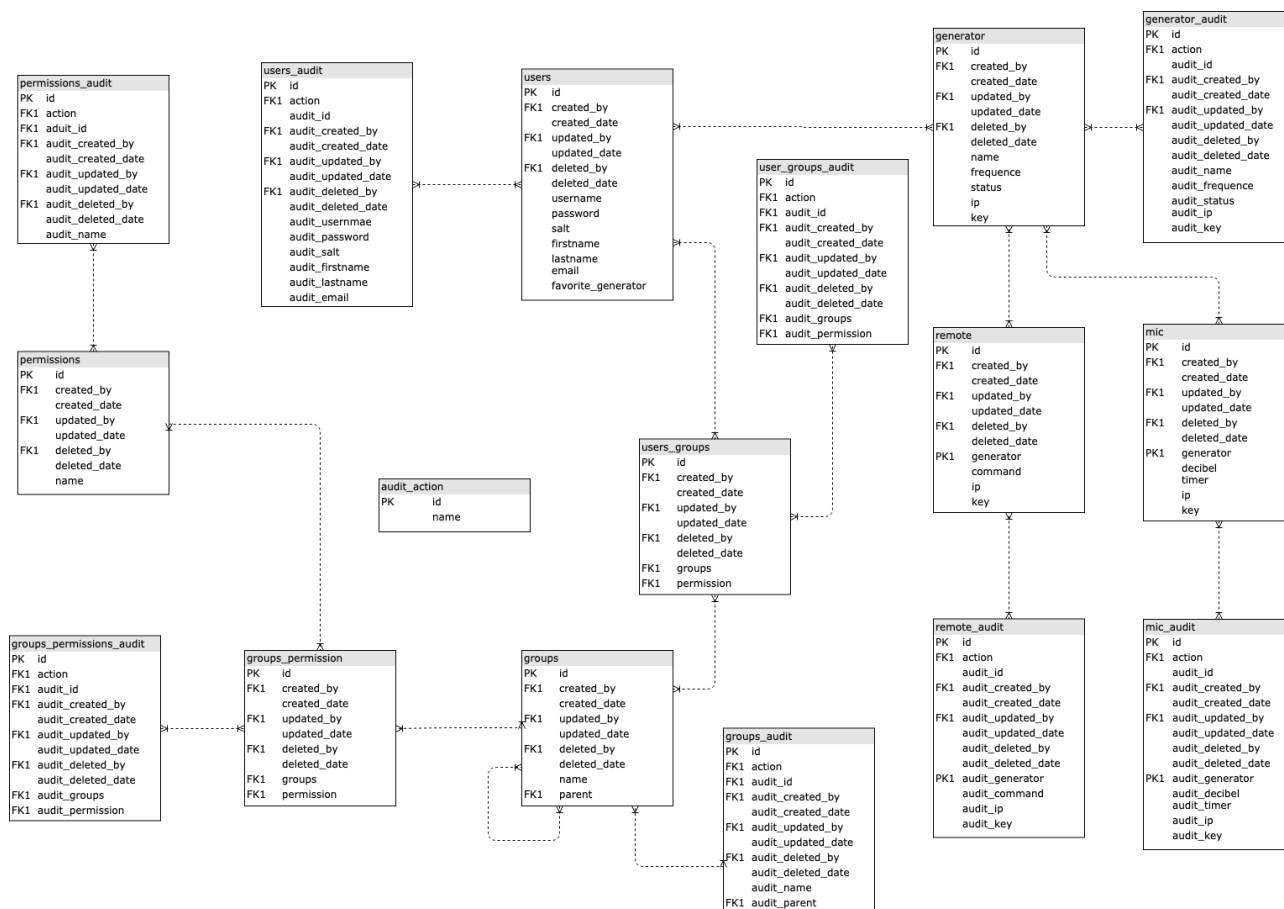 permissions_audit
PK id
FK1 action
FK1 aduit_id
FK1 audit_created_by
audit_created_date
FK1 audit_updated_by
audit_updated_date
FK1 audit_deleted_by
audit_deleted_date
audit_name
users_audit
PK id
FK1 action
audit_id
FK1 audit_created_by
audit_created_date
FK1 audit_updated_by
audit_updated_date
FK1 audit_deleted_by
audit_deleted_date
audit_usernmae
audit_password
audit_salt
audit_firstname
audit_lastname
audit_email
users
PK id
FK1 created_by
created_date
FK1 updated_by
updated_date
FK1 deleted_by
deleted_date
username
password
salt
firstname
lastname
email
favorite_generator
user_groups_audit
PK id
FK1 action
FK1 audit_id
FK1 audit_created_by
audit_created_date
FK1 audit_updated_by
audit_updated_date
FK1 audit_deleted_by
audit_deleted_date
FK1 audit_groups
FK1 audit_permission
generator
PK id
FK1 created_by
created_date
FK1 updated_by
updated_date
FK1 deleted_by
deleted_date
name
frequence
status
ip
key
generator_audit
PK id
FK1 action
audit_id
FK1 audit_created_by
audit_created_date
FK1 audit_updated_by
audit_updated_date
audit_deleted_by
audit_deleted_date
audit_name
audit_frequence
audit_status
audit_ip
audit_key
permissions
PK id
FK1 created_by
created_date
FK1 updated_by
updated_date
FK1 deleted_by
deleted_date
name
audit_action
PK id
name
users_groups
PK id
FK1 created_by
created_date
FK1 updated_by
updated_date
FK1 deleted_by
deleted_date
FK1 groups
FK1 permission
remote
PK id
FK1 created_by
created_date
FK1 updated_by
updated_date
FK1 deleted_by
deleted_date
PK1 generator
command
ip
key
mic
PK id
FK1 created_by
created_date
FK1 updated_by
updated_date
FK1 deleted_by
deleted_date
PK1 generator
decibel
timer
ip
key
groups_permissions_audit
PK id
FK1 action
FK1 audit_id
FK1 audit_created_by
audit_created_date
FK1 audit_updated_by
audit_updated_date
FK1 audit_deleted_by
audit_deleted_date
FK1 audit_groups
FK1 audit_permission
groups_permission
PK id
FK1 created_by
created_date
FK1 updated_by
updated_date
FK1 deleted_by
deleted_date
FK1 groups
FK1 permission
groups
PK id
FK1 created_by
created_date
FK1 updated_by
updated_date
FK1 deleted_by
deleted_date
name
FK1 parent
groups_audit
PK id
FK1 action
FK1 audit_id
FK1 audit_created_by
audit_created_date
FK1 audit_updated_by
audit_updated_date
FK1 audit_deleted_by
audit_deleted_date
audit_name
FK1 audit_parent
remote_audit
PK id
FK1 action
audit_id
FK1 audit_created_by
audit_created_date
FK1 audit_updated_by
audit_updated_date
audit_deleted_by
audit_deleted_date
PK1 audit_generator
audit_command
audit_ip
audit_key
mic_audit
PK id
FK1 action
audit_id
FK1 audit_created_by
audit_created_date
FK1 audit_updated_by
audit_updated_date
audit_deleted_by
audit_deleted_date
PK1 audit_generator
audit_decibel
audit_timer
audit_ip
audit_key